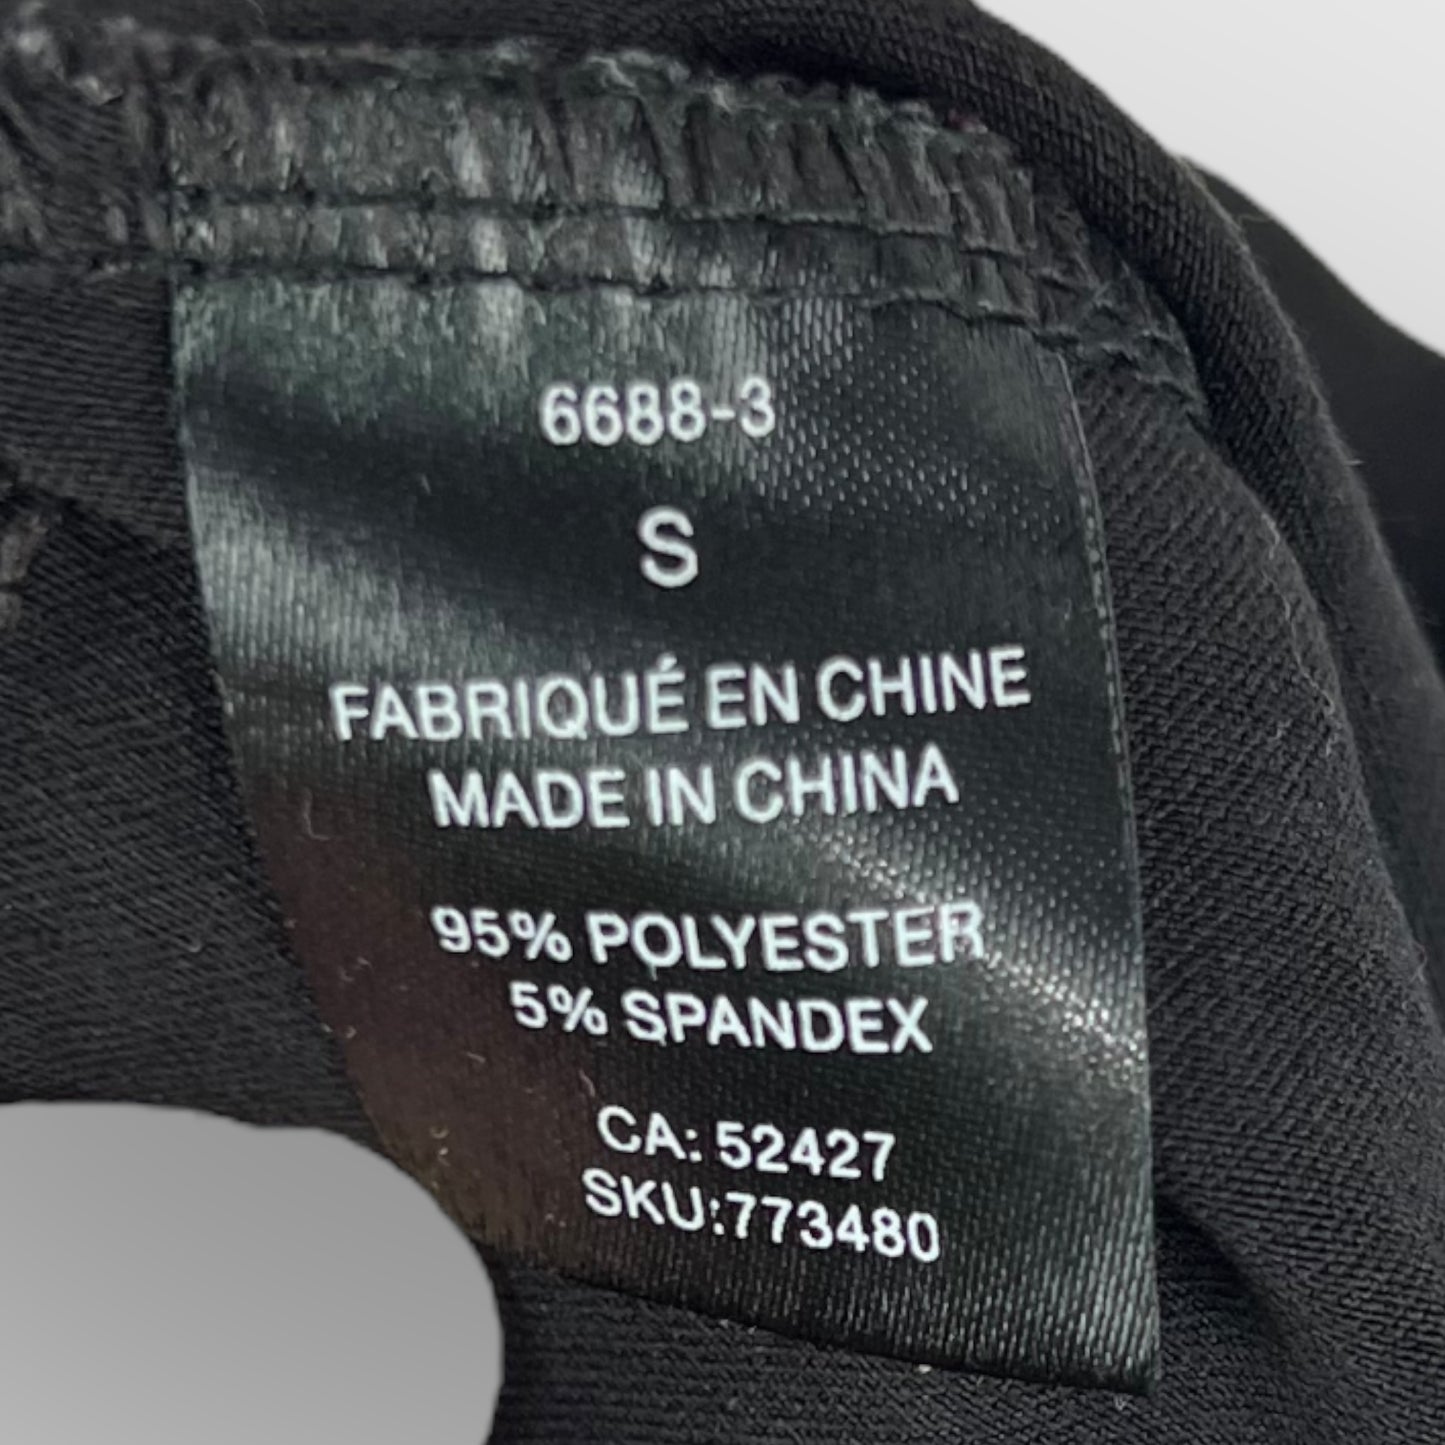 6688-3
S
FABRIQUÉ EN CHINE
MADE IN CHINA
95% POLYESTER
5% SPANDEX
CA: 52427
SKU:773480